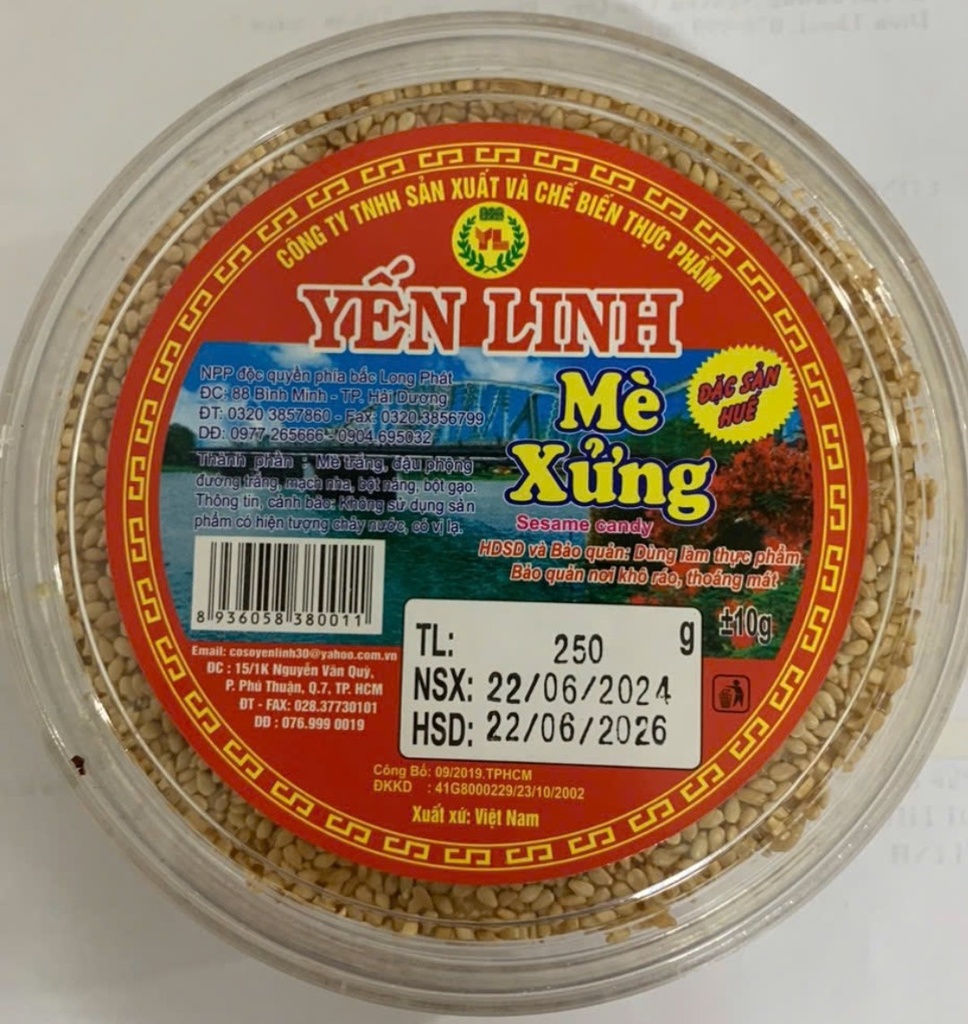 CÔNG TY TNHH SẢN XUẤT VÀ CHẾ BIẾN THỰC PHẨM
YL
YẾN LINH
NPP độc quyền phía bắc Long Phát
ĐC: 88 Bình Minh - TP. Hải Dương
ĐT: 0320 3857860 - Fax: 0320.3856799
DĐ: 0977 265666 - 0904.695032
Thành phần : Mè trắng, đậu phộng
đường trắng, mạch nha, bột năng, bột gạo.
Thông tin, cảnh báo: Không sử dụng sản
phẩm có hiện tượng chảy nước, có vị lạ.
Mè
Xửng
Sesame candy
ĐẶC SẢN
HUẾ
HDSD và Bảo quản: Dùng làm thực phẩm
Bảo quản nơi khô ráo, thoáng mát
8 936058 380011
Email: cosoyenlinh30@yahoo.com.vn
ĐC : 15/1K Nguyễn Văn Quỳ,
P. Phú Thuận, Q.7, TP. HCM
ĐT - FAX: 028.37730101
DĐ : 076.999 0019
TL: 250 g ±10g
NSX: 22/06/2024
HSD: 22/06/2026
Công Bố: 09/2019.TPHCM
ĐKKD : 41G8000229/23/10/2002
Xuất xứ: Việt Nam